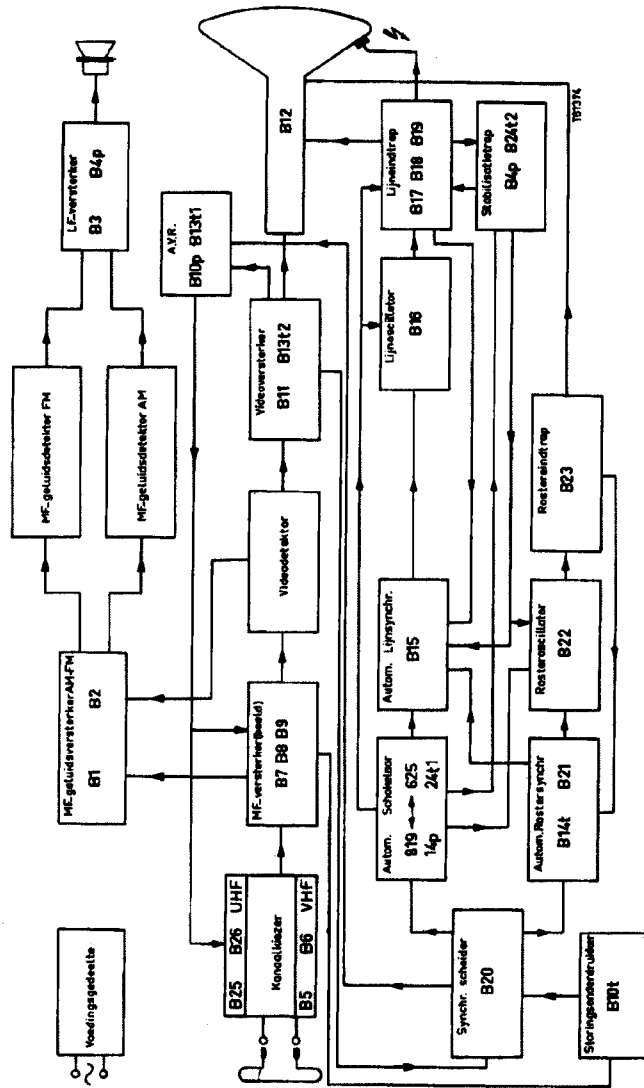 Voedingsgedeelte
MF-geluidsversterker AM-FM
B1 B2
MF-geluidsdetektor FM
MF-geluidsdetektor AM
LF-versterker
B3 B4p
B25 B26 UHF
Kanaalkiezer
B5 B6 VHF
MF-versterker (beeld)
B7 B8 B9
Videodetektor
Videoversterker
B11 B13t2
A.V.R.
B10p B13t1
B12
Autom. Schakelaar
819 ↔ 625
14p 24t1
Autom. Lijnsynchr.
B15
Lijnoscillator
B16
Lijneindtrap
B17 B18 B19
Stabilisatietrap
B4p B24t2
Synchr. scheider
B20
Autom. Rastersynchr
B14t B21
Rasteroscillator
B22
Rastereindtrap
B23
Storingsonderdrukker
B10t
TB1374